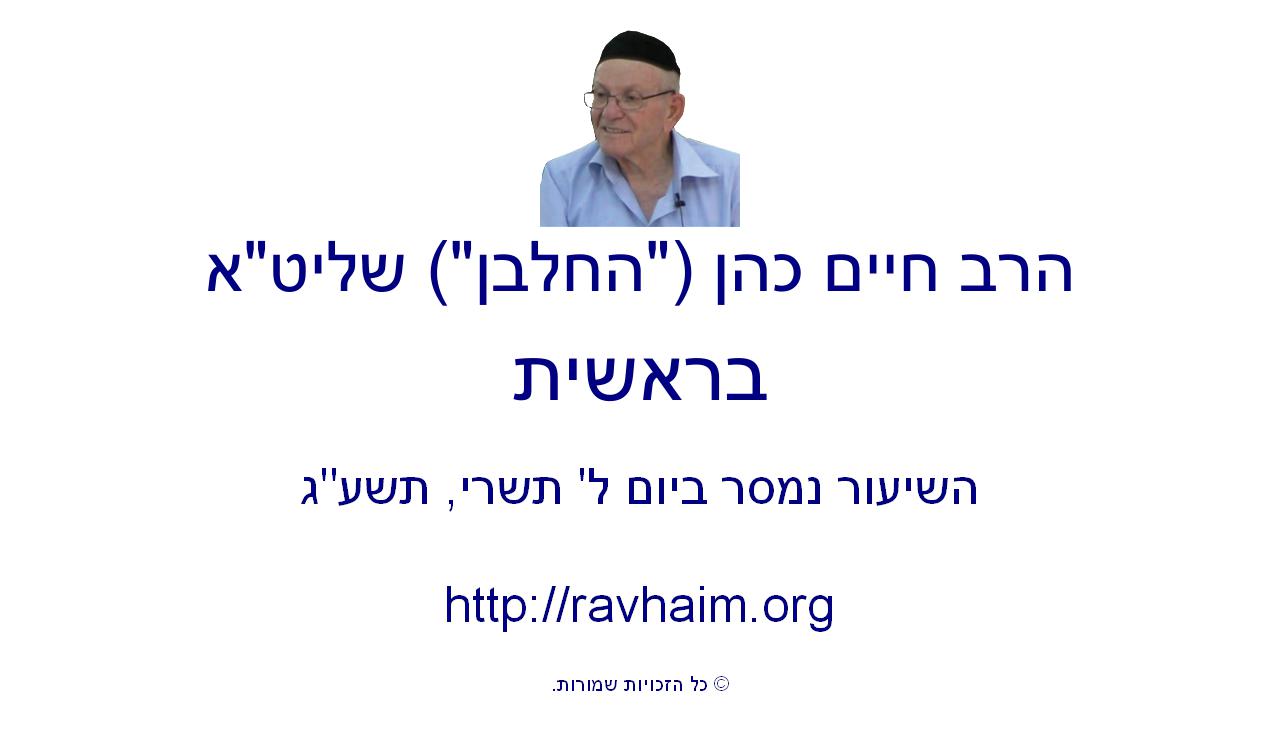 הרב חיים כהן ("החלבן") שליט"א
בראשית
השיעור נמסר ביום ל' תשרי, תשע''ג
http://ravhaim.org
© כל הזכויות שמורות.